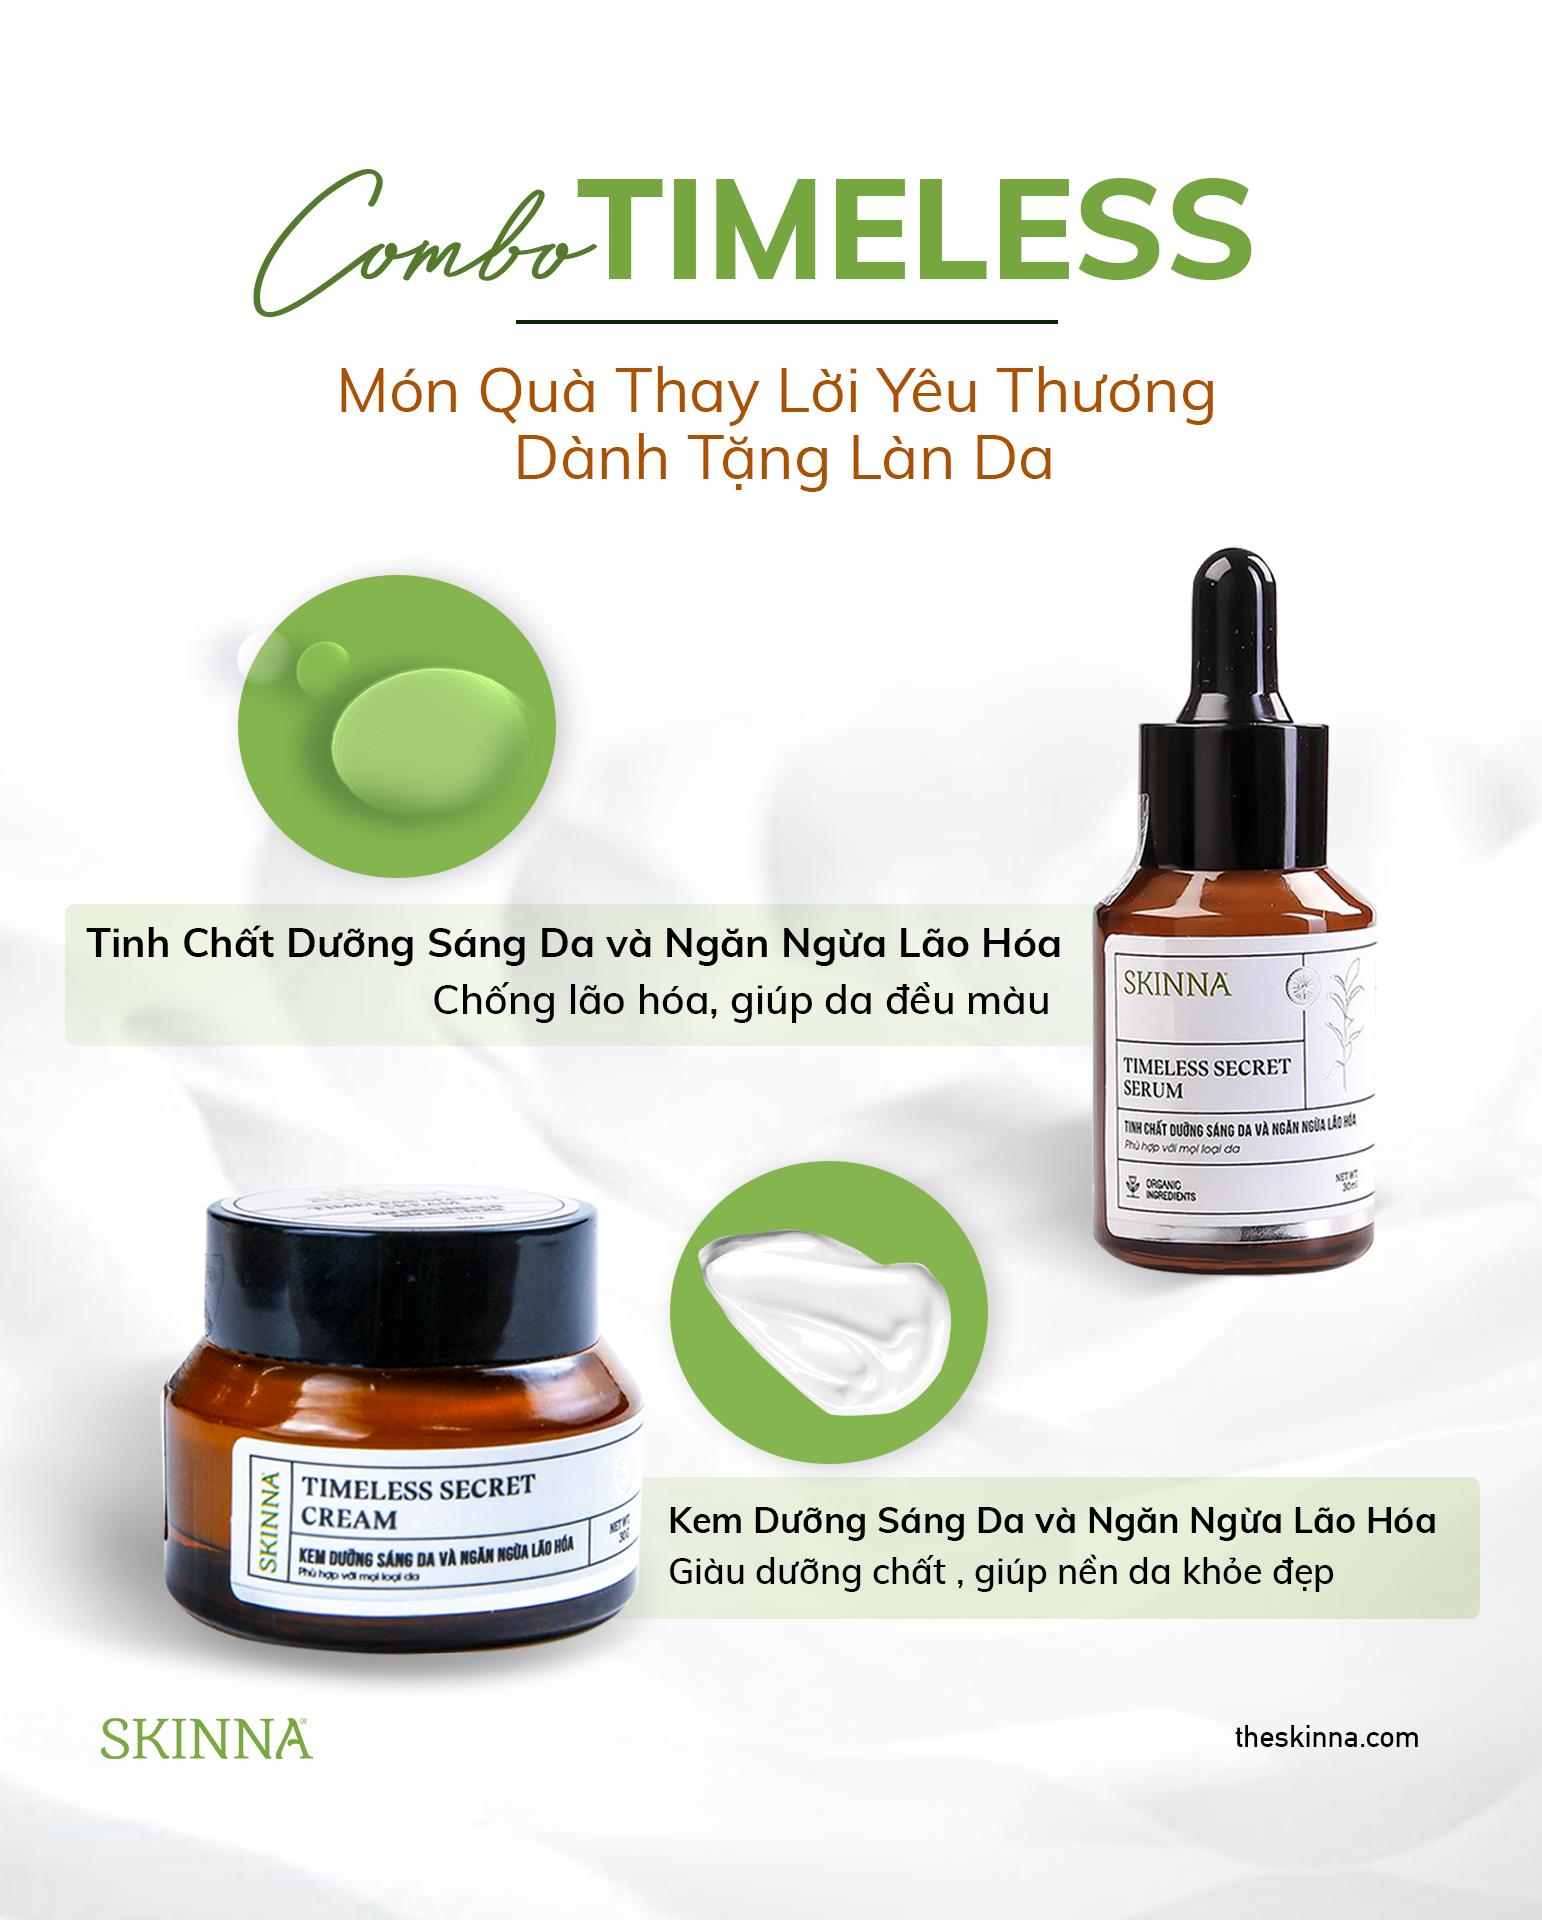 Combo TIMELESS
Món Quà Thay Lời Yêu Thương
Dành Tặng Làn Da
Tinh Chất Dưỡng Sáng Da và Ngăn Ngừa Lão Hóa
Chống lão hóa, giúp da đều màu
SKINNA
TIMELESS SECRET
SERUM
TINH CHẤT DƯỠNG SÁNG DA VÀ NGĂN NGỪA LÃO HÓA
Phù hợp với mọi loại da
ORGANIC
INGREDIENTS
NET WT
30ml
TIMELESS SECRET
CREAM
SKINNA
TIMELESS SECRET
CREAM
KEM DƯỠNG SÁNG DA VÀ NGĂN NGỪA LÃO HÓA
Phù hợp với mọi loại da
NET WT
30G
Kem Dưỡng Sáng Da và Ngăn Ngừa Lão Hóa
Giàu dưỡng chất , giúp nền da khỏe đẹp
SKINNA®
theskinna.com